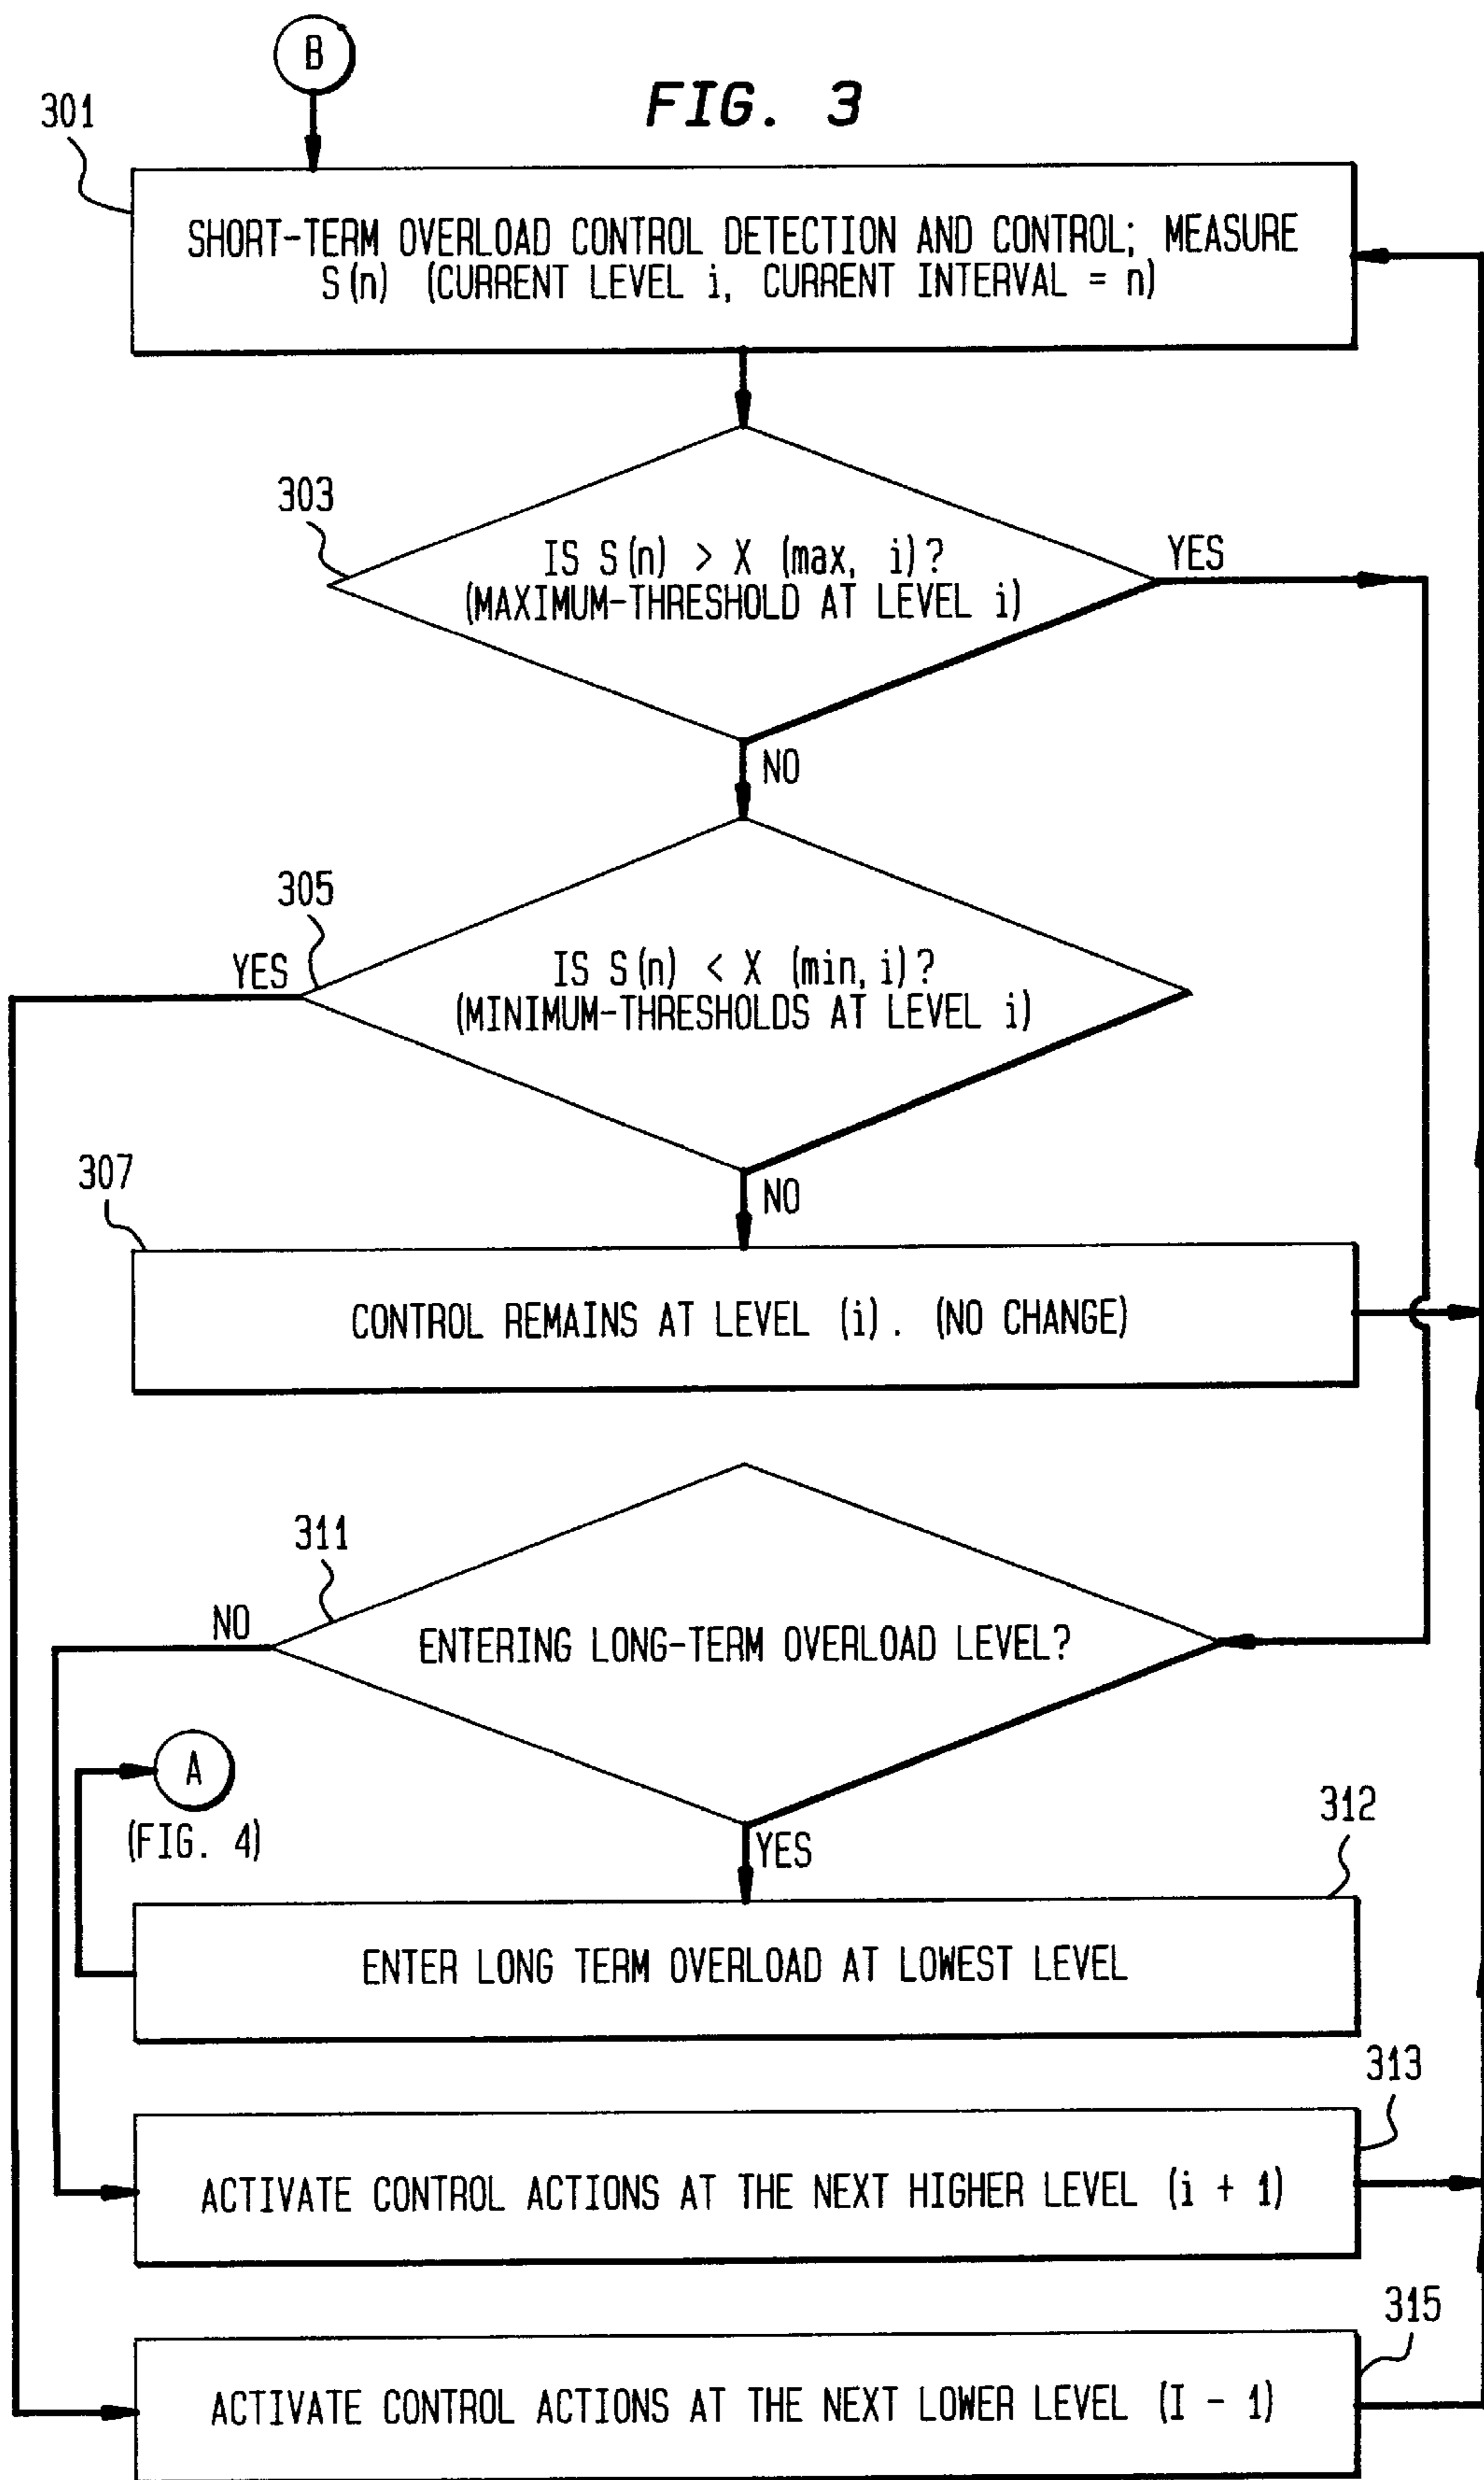 B
FIG. 3
301
SHORT-TERM OVERLOAD CONTROL DETECTION AND CONTROL; MEASURE
S(n) (CURRENT LEVEL i, CURRENT INTERVAL = n)
303
IS S(n) > X (max, i)?
(MAXIMUM-THRESHOLD AT LEVEL i)
YES
NO
305
YES
IS S(n) < X (min, i)?
(MINIMUM-THRESHOLDS AT LEVEL i)
NO
307
CONTROL REMAINS AT LEVEL (i). (NO CHANGE)
311
NO
ENTERING LONG-TERM OVERLOAD LEVEL?
A
(FIG. 4)
YES
312
ENTER LONG TERM OVERLOAD AT LOWEST LEVEL
313
ACTIVATE CONTROL ACTIONS AT THE NEXT HIGHER LEVEL (i + 1)
315
ACTIVATE CONTROL ACTIONS AT THE NEXT LOWER LEVEL (I - 1)